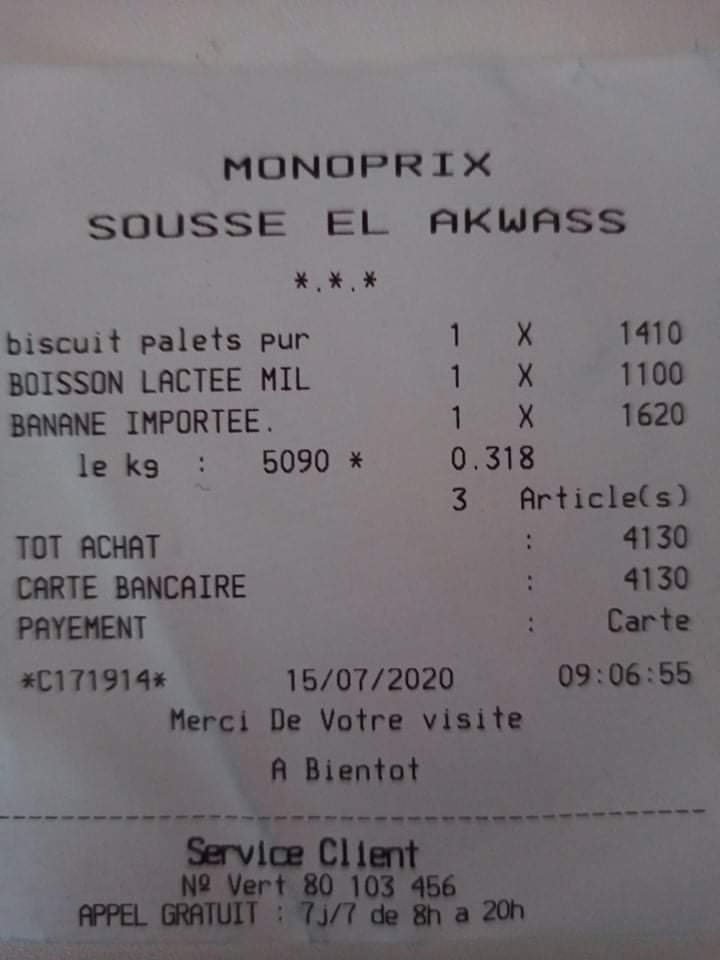 MONOPRIX
SOUSSE EL AKWASS
*.*.*
biscuit palets pur 1 X 1410
BOISSON LACTEE MIL 1 X 1100
BANANE IMPORTEE. 1 X 1620
le kg : 5090 * 0.318
3 Article(s)
TOT ACHAT : 4130
CARTE BANCAIRE : 4130
PAYEMENT : Carte
*C171914* 15/07/2020 09:06:55
Merci De Votre visite
A Bientot
Service Client
Nº Vert 80 103 456
APPEL GRATUIT : 7j/7 de 8h a 20h